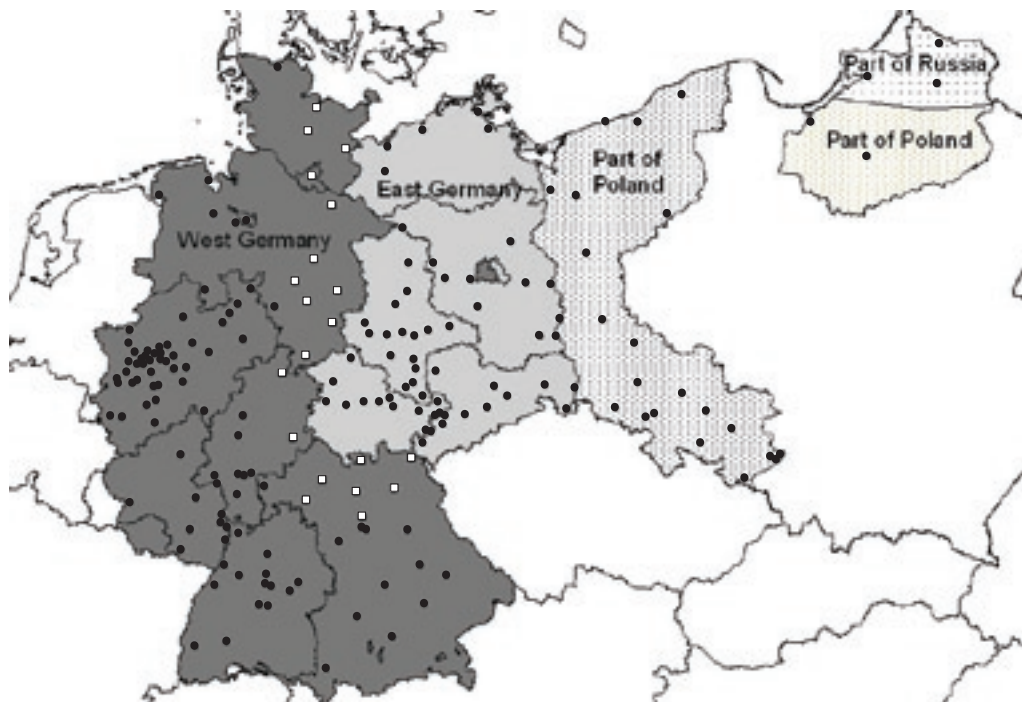 Part of Russia
Part of Poland
Part of
Poland
East Germany
West Germany